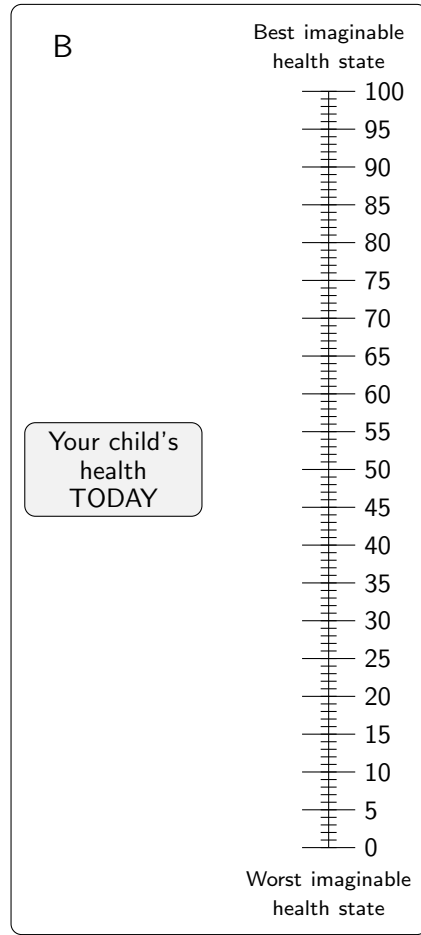 B
Best imaginable
health state
100
95
90
85
80
75
70
65
60
55
Your child's
health
TODAY
50
45
40
35
30
25
20
15
10
5
0
Worst imaginable
health state